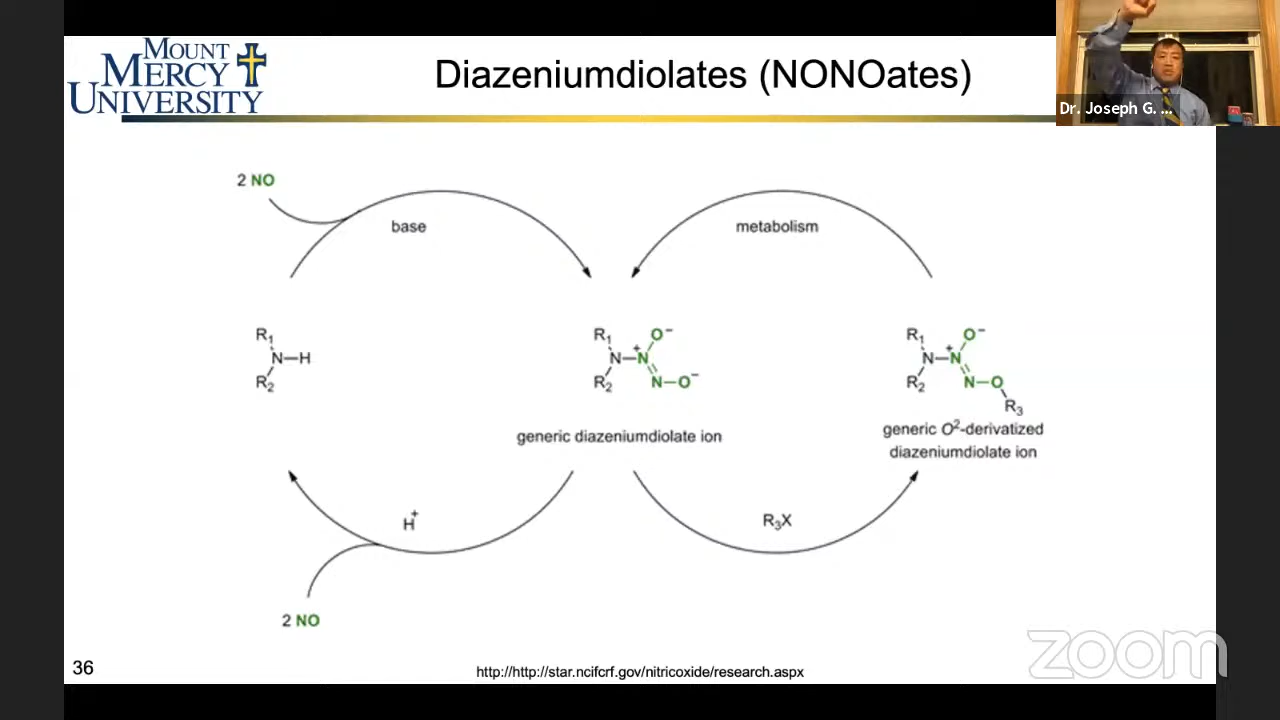 MOUNT
MERCY
UNIVERSITY
Diazeniumdiolates (NONOates)
Dr. Joseph G. ...
2 NO
base
metabolism
R1
N—H
R2
R1
N—N+
O−
R2
N—O−
R1
N—N+
O−
R2
N—O
R3
generic diazeniumdiolate ion
generic O²-derivatized
diazeniumdiolate ion
H+
R3X
2 NO
36
http://http://star.ncifcrf.gov/nitricoxide/research.aspx
zoom